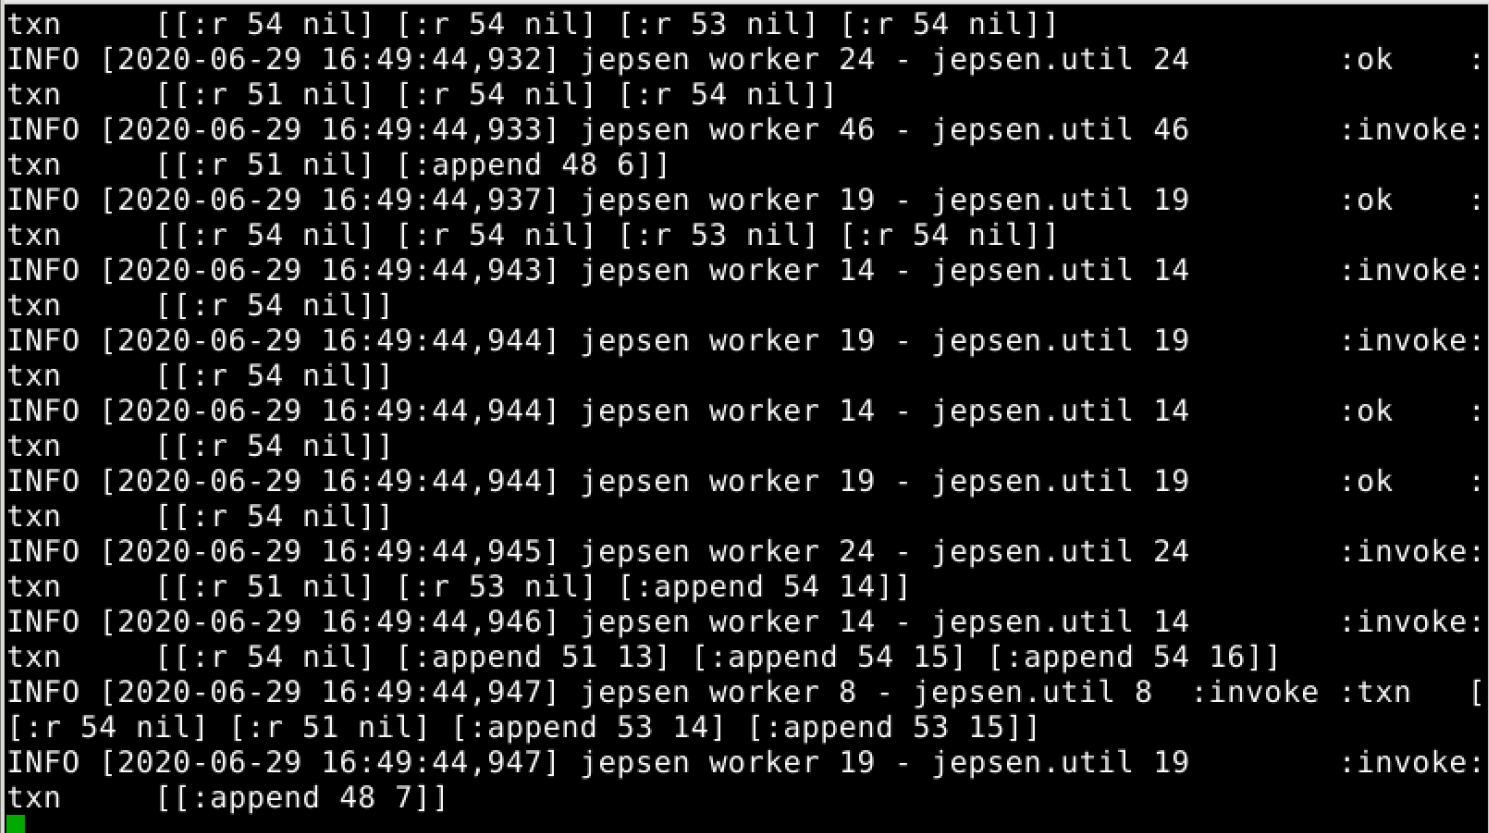 txn     [[:r 54 nil] [:r 54 nil] [:r 53 nil] [:r 54 nil]]
INFO [2020-06-29 16:49:44,932] jepsen worker 24 - jepsen.util 24        :ok    :
txn     [[:r 51 nil] [:r 54 nil] [:r 54 nil]]
INFO [2020-06-29 16:49:44,933] jepsen worker 46 - jepsen.util 46        :invoke:
txn     [[:r 51 nil] [:append 48 6]]
INFO [2020-06-29 16:49:44,937] jepsen worker 19 - jepsen.util 19        :ok    :
txn     [[:r 54 nil] [:r 54 nil] [:r 53 nil] [:r 54 nil]]
INFO [2020-06-29 16:49:44,943] jepsen worker 14 - jepsen.util 14        :invoke:
txn     [[:r 54 nil]]
INFO [2020-06-29 16:49:44,944] jepsen worker 19 - jepsen.util 19        :invoke:
txn     [[:r 54 nil]]
INFO [2020-06-29 16:49:44,944] jepsen worker 14 - jepsen.util 14        :ok    :
txn     [[:r 54 nil]]
INFO [2020-06-29 16:49:44,944] jepsen worker 19 - jepsen.util 19        :ok    :
txn     [[:r 54 nil]]
INFO [2020-06-29 16:49:44,945] jepsen worker 24 - jepsen.util 24        :invoke:
txn     [[:r 51 nil] [:r 53 nil] [:append 54 14]]
INFO [2020-06-29 16:49:44,946] jepsen worker 14 - jepsen.util 14        :invoke:
txn     [[:r 54 nil] [:append 51 13] [:append 54 15] [:append 54 16]]
INFO [2020-06-29 16:49:44,947] jepsen worker 8 - jepsen.util 8  :invoke :txn   [
[:r 54 nil] [:r 51 nil] [:append 53 14] [:append 53 15]]
INFO [2020-06-29 16:49:44,947] jepsen worker 19 - jepsen.util 19        :invoke:
txn     [[:append 48 7]]